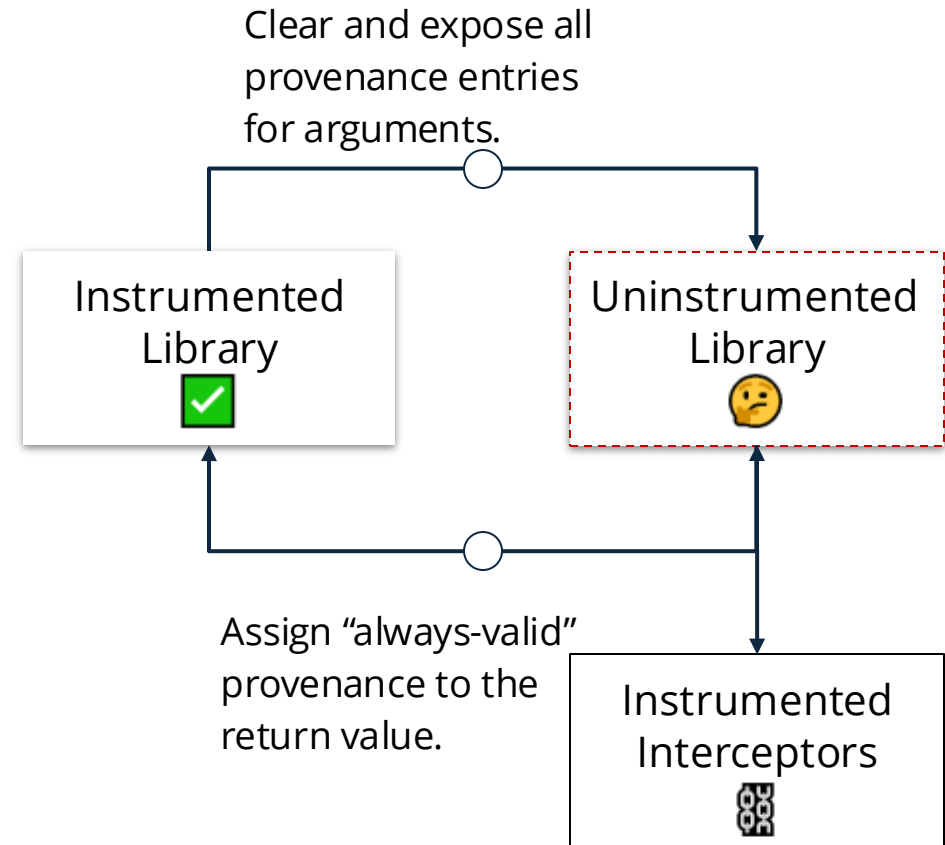 Clear and expose all
provenance entries
for arguments.
Instrumented
Library
Uninstrumented
Library
Assign “always-valid”
provenance to the
return value.
Instrumented
Interceptors